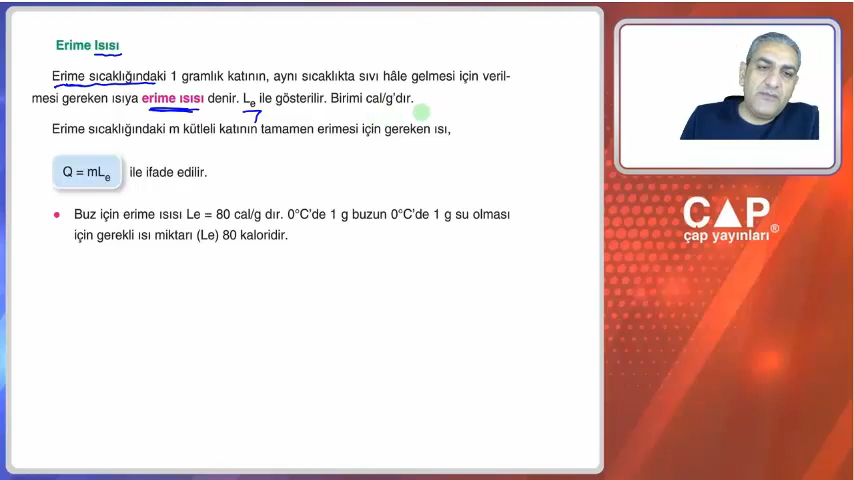 Erime Isısı
Erime sıcaklığındaki 1 gramlık katının, aynı sıcaklıkta sıvı hâle gelmesi için veril-
mesi gereken ısıya erime ısısı denir. Le ile gösterilir. Birimi cal/g'dır.
Erime sıcaklığındaki m kütleli katının tamamen erimesi için gereken ısı,
Q = mLe ile ifade edilir.
• Buz için erime ısısı Le = 80 cal/g dır. 0°C'de 1 g buzun 0°C'de 1 g su olması
için gerekli ısı miktarı (Le) 80 kaloridir.
CAP
çap yayınları®